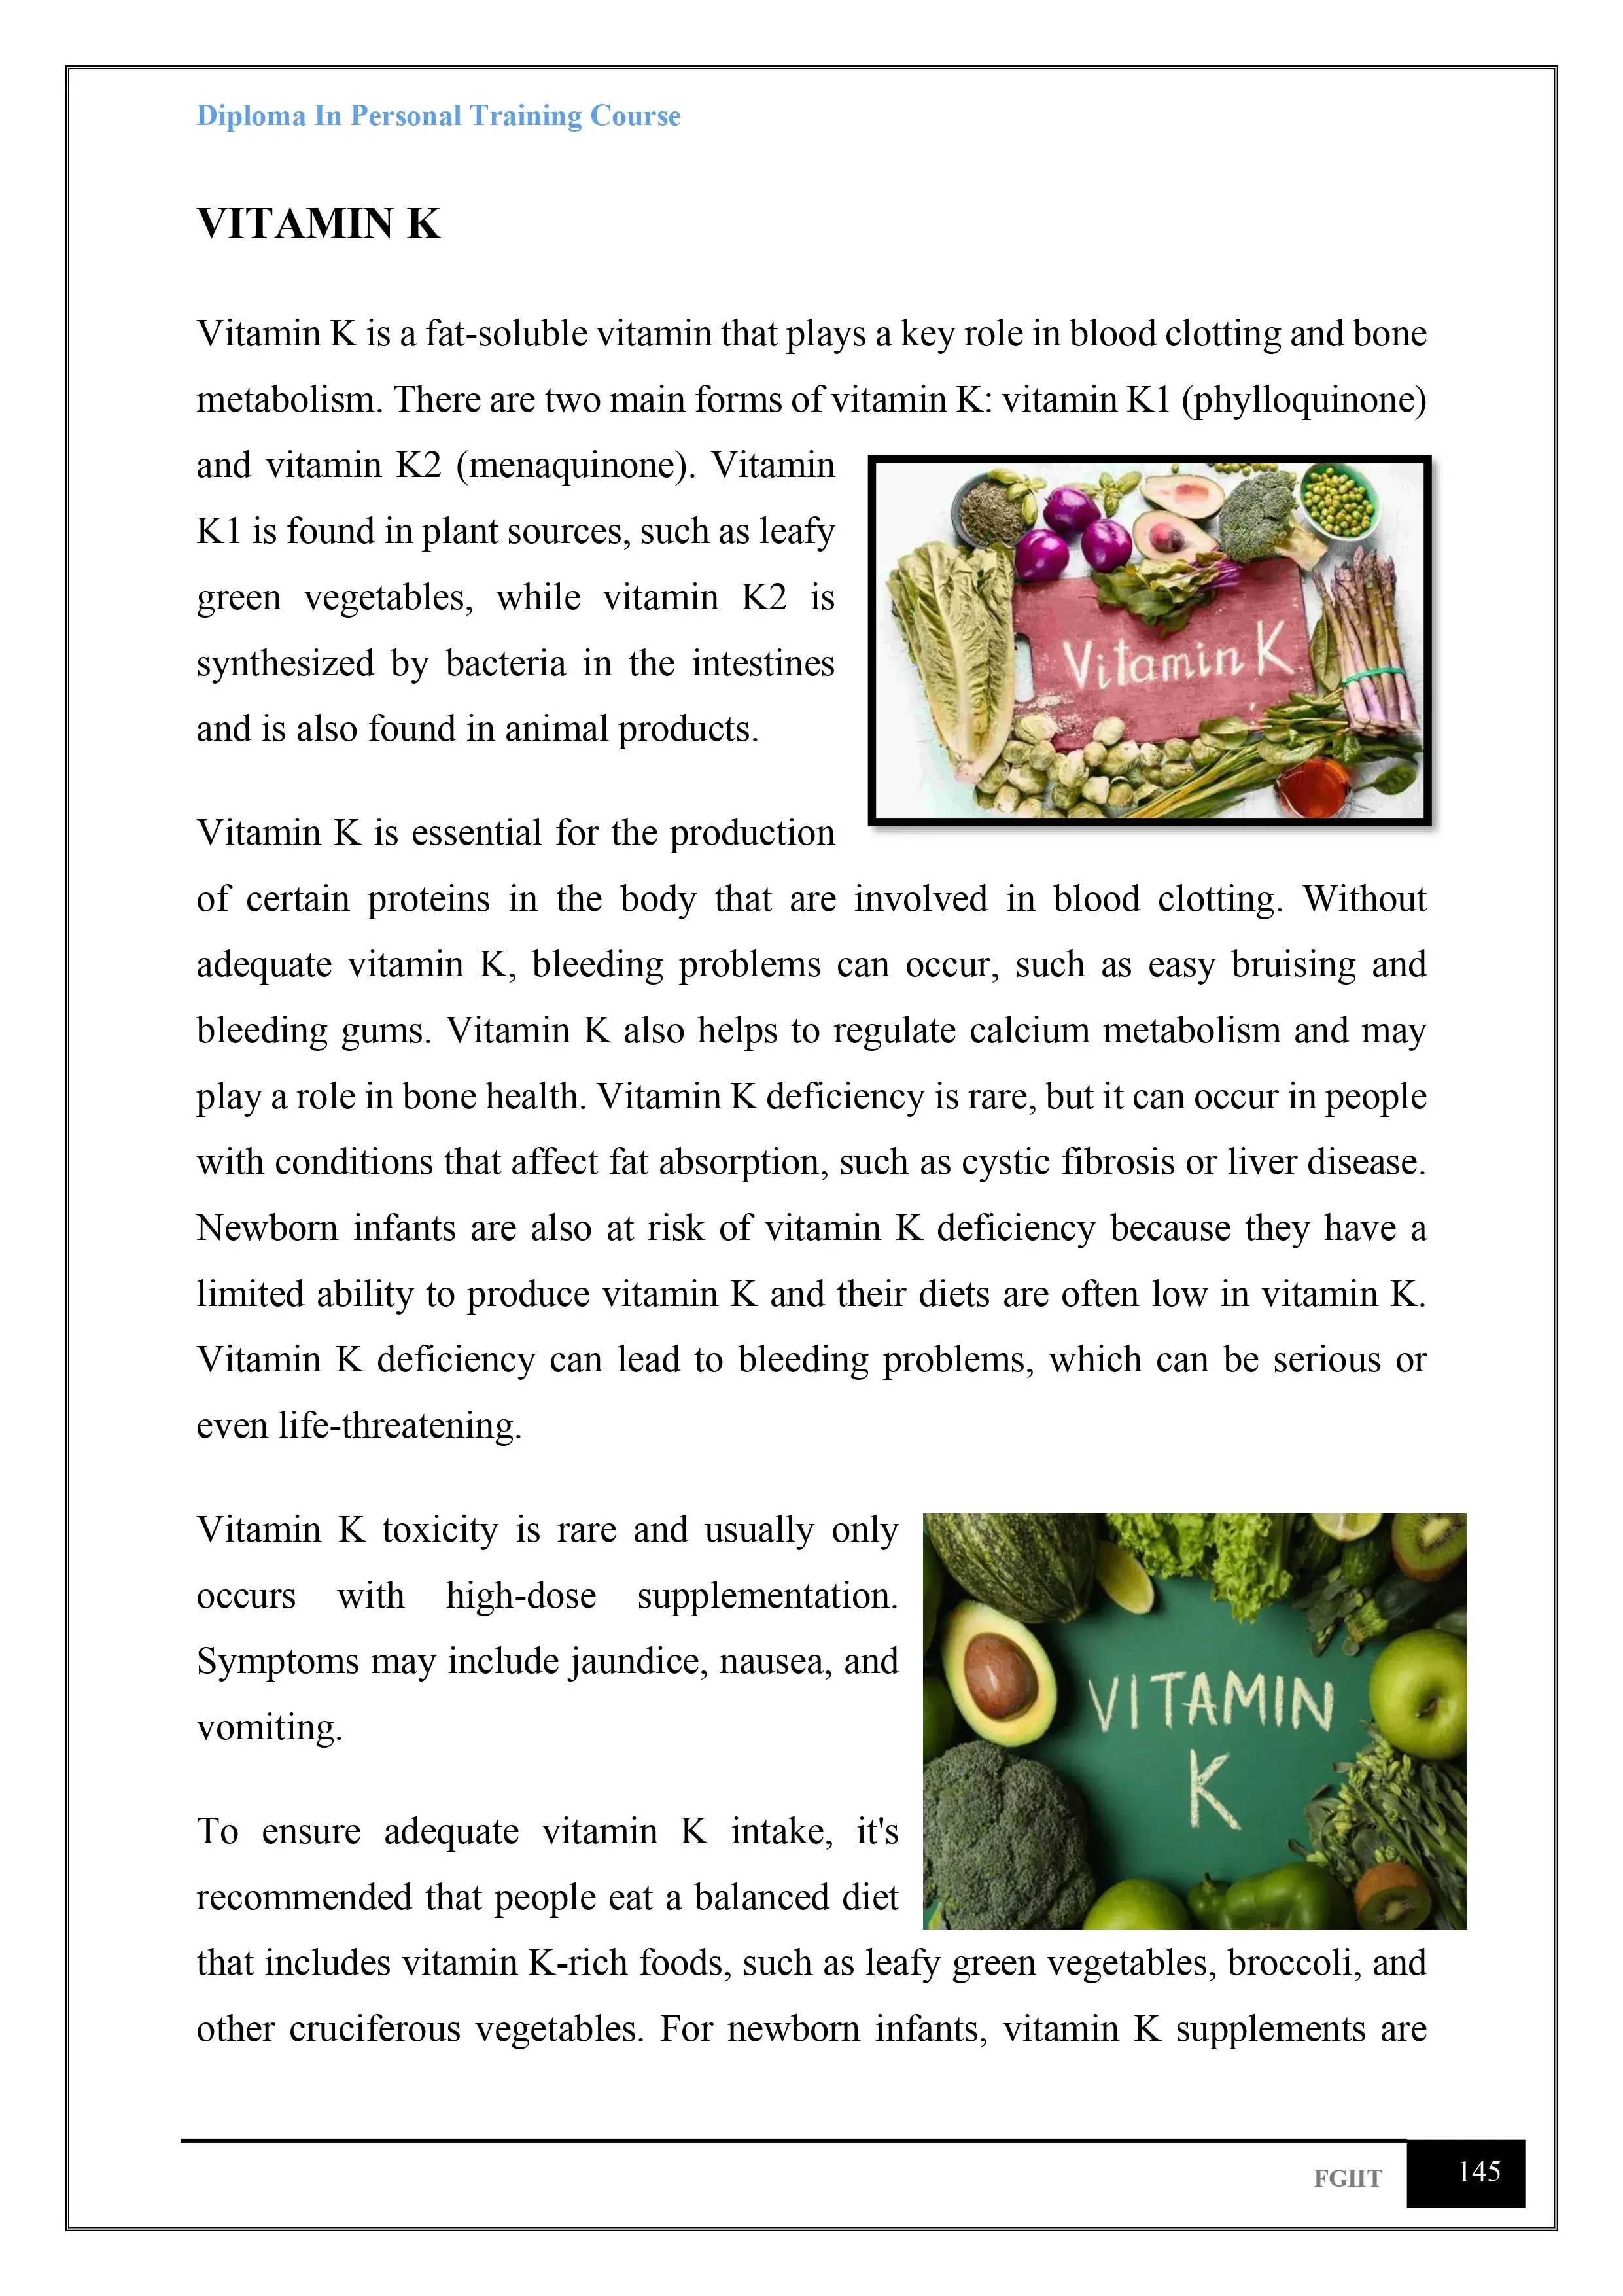 Diploma In Personal Training Course
VITAMIN K
Vitamin K is a fat-soluble vitamin that plays a key role in blood clotting and bone
metabolism. There are two main forms of vitamin K: vitamin K1 (phylloquinone)
and vitamin K2 (menaquinone). Vitamin
K1 is found in plant sources, such as leafy
green vegetables, while vitamin K2 is
synthesized by bacteria in the intestines
and is also found in animal products.
Vitamin K
Vitamin K is essential for the production
of certain proteins in the body that are involved in blood clotting. Without
adequate vitamin K, bleeding problems can occur, such as easy bruising and
bleeding gums. Vitamin K also helps to regulate calcium metabolism and may
play a role in bone health. Vitamin K deficiency is rare, but it can occur in people
with conditions that affect fat absorption, such as cystic fibrosis or liver disease.
Newborn infants are also at risk of vitamin K deficiency because they have a
limited ability to produce vitamin K and their diets are often low in vitamin K.
Vitamin K deficiency can lead to bleeding problems, which can be serious or
even life-threatening.
Vitamin K toxicity is rare and usually only
occurs with high-dose supplementation.
Symptoms may include jaundice, nausea, and
vomiting.
VITAMIN
K
To ensure adequate vitamin K intake, it's
recommended that people eat a balanced diet
that includes vitamin K-rich foods, such as leafy green vegetables, broccoli, and
other cruciferous vegetables. For newborn infants, vitamin K supplements are
FGIIT
145